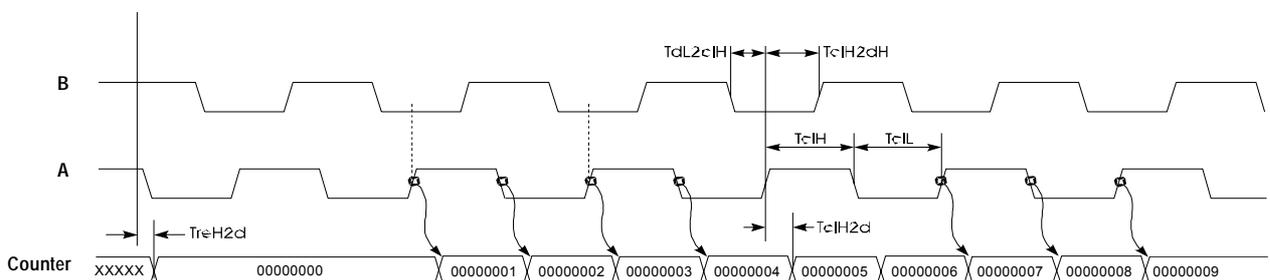 TdL2clH TclH2dH
B
TclH TclL
A
TreH2d TclH2d
Counter XXXXX 00000000 00000001 00000002 00000003 00000004 00000005 00000006 00000007 00000008 00000009